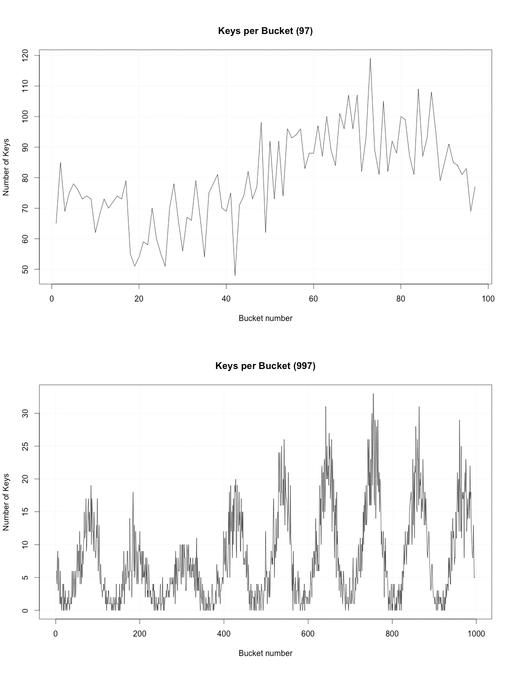 Keys per Bucket (97)
120
110
100
90
80
70
60
50
Number of Keys
0 20 40 60 80 100
Bucket number
Keys per Bucket (997)
30
25
20
15
10
5
0
Number of Keys
0 200 400 600 800 1000
Bucket number